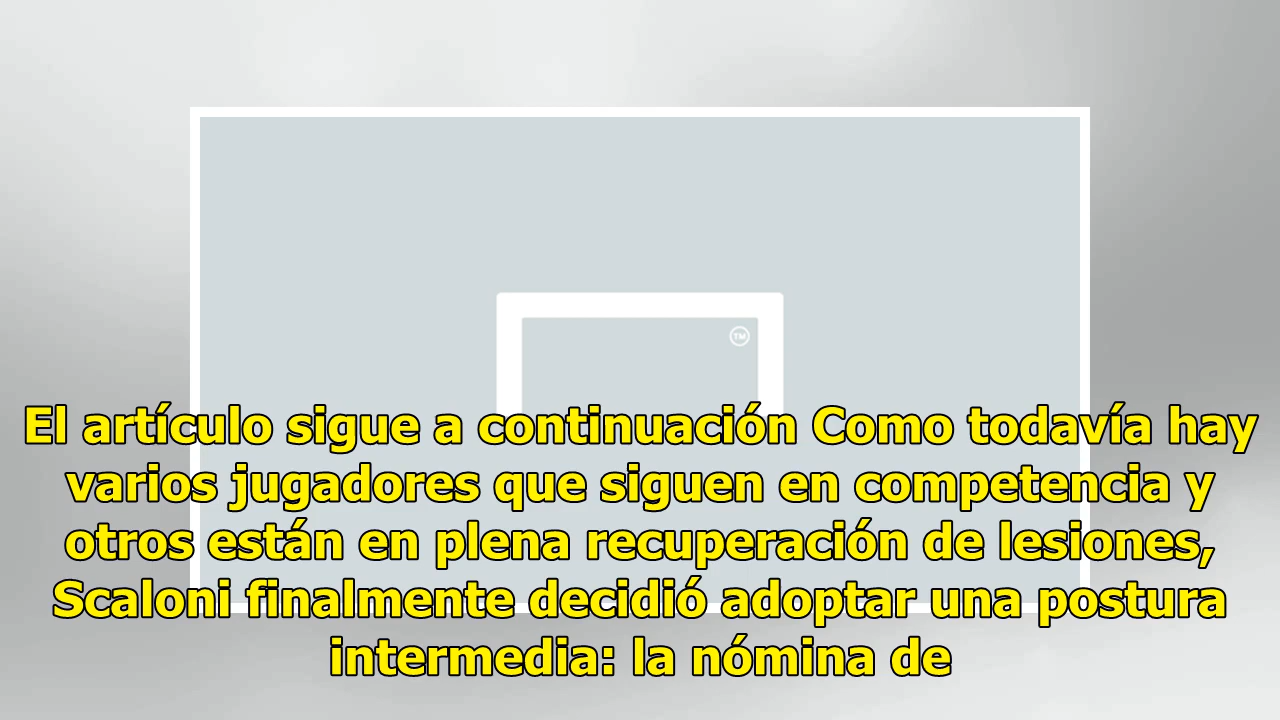 TM
El artículo sigue a continuación Como todavía hay
varios jugadores que siguen en competencia y
otros están en plena recuperación de lesiones,
Scaloni finalmente decidió adoptar una postura
intermedia: la nómina de